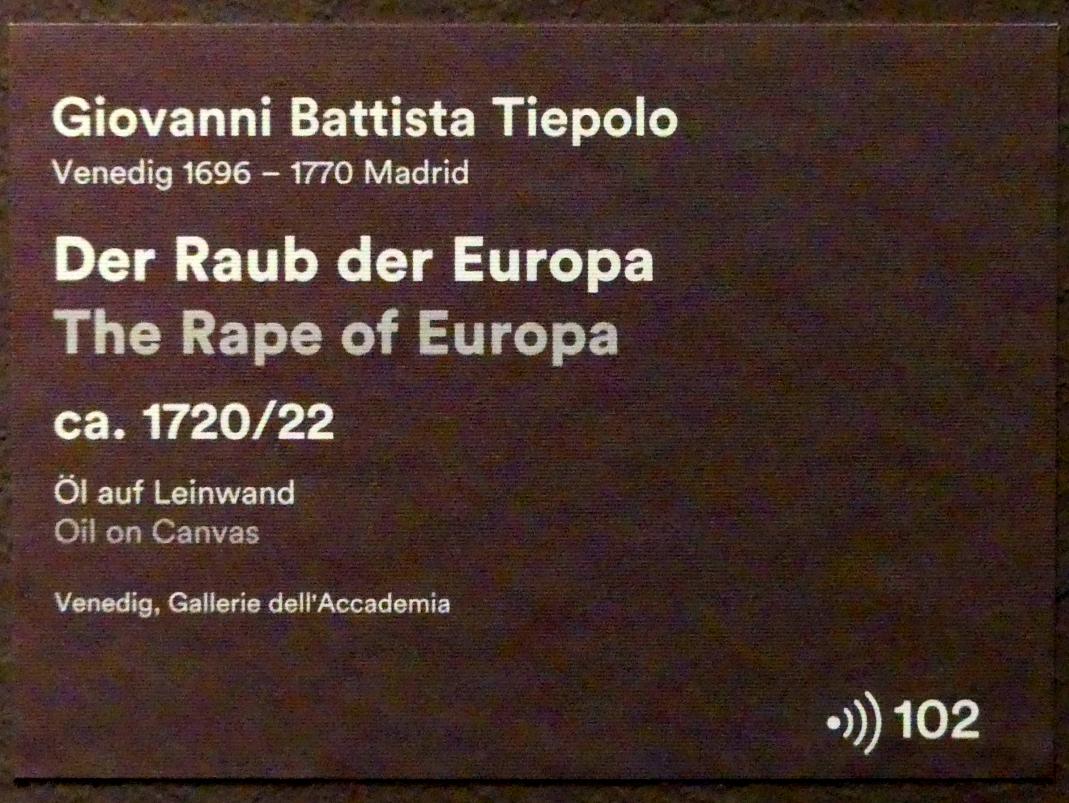 Giovanni Battista Tiepolo
Venedig 1696 – 1770 Madrid
Der Raub der Europa
The Rape of Europa
ca. 1720/22
Öl auf Leinwand
Oil on Canvas
Venedig, Gallerie dell'Accademia
102